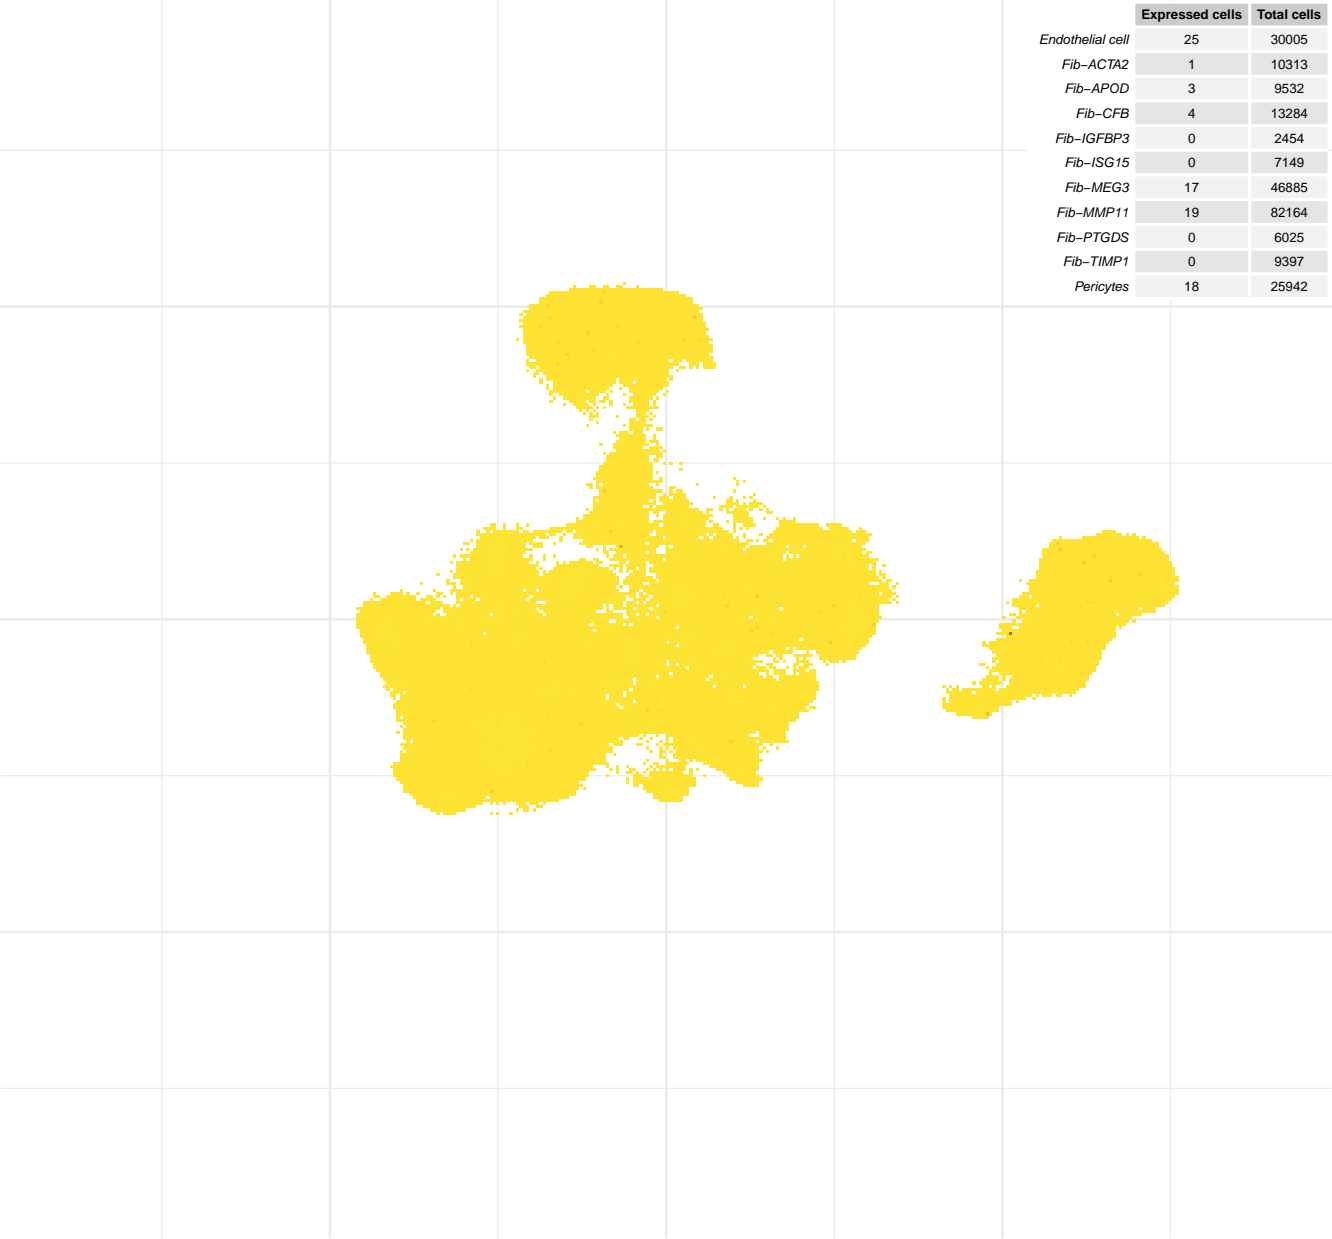 Expressed cells Total cells
Endothelial cell 25 30005
Fib−ACTA2 1 10313
Fib−APOD 3 9532
Fib−CFB 4 13284
Fib−IGFBP3 0 2454
Fib−ISG15 0 7149
Fib−MEG3 17 46885
Fib−MMP11 19 82164
Fib−PTGDS 0 6025
Fib−TIMP1 0 9397
Pericytes 18 25942